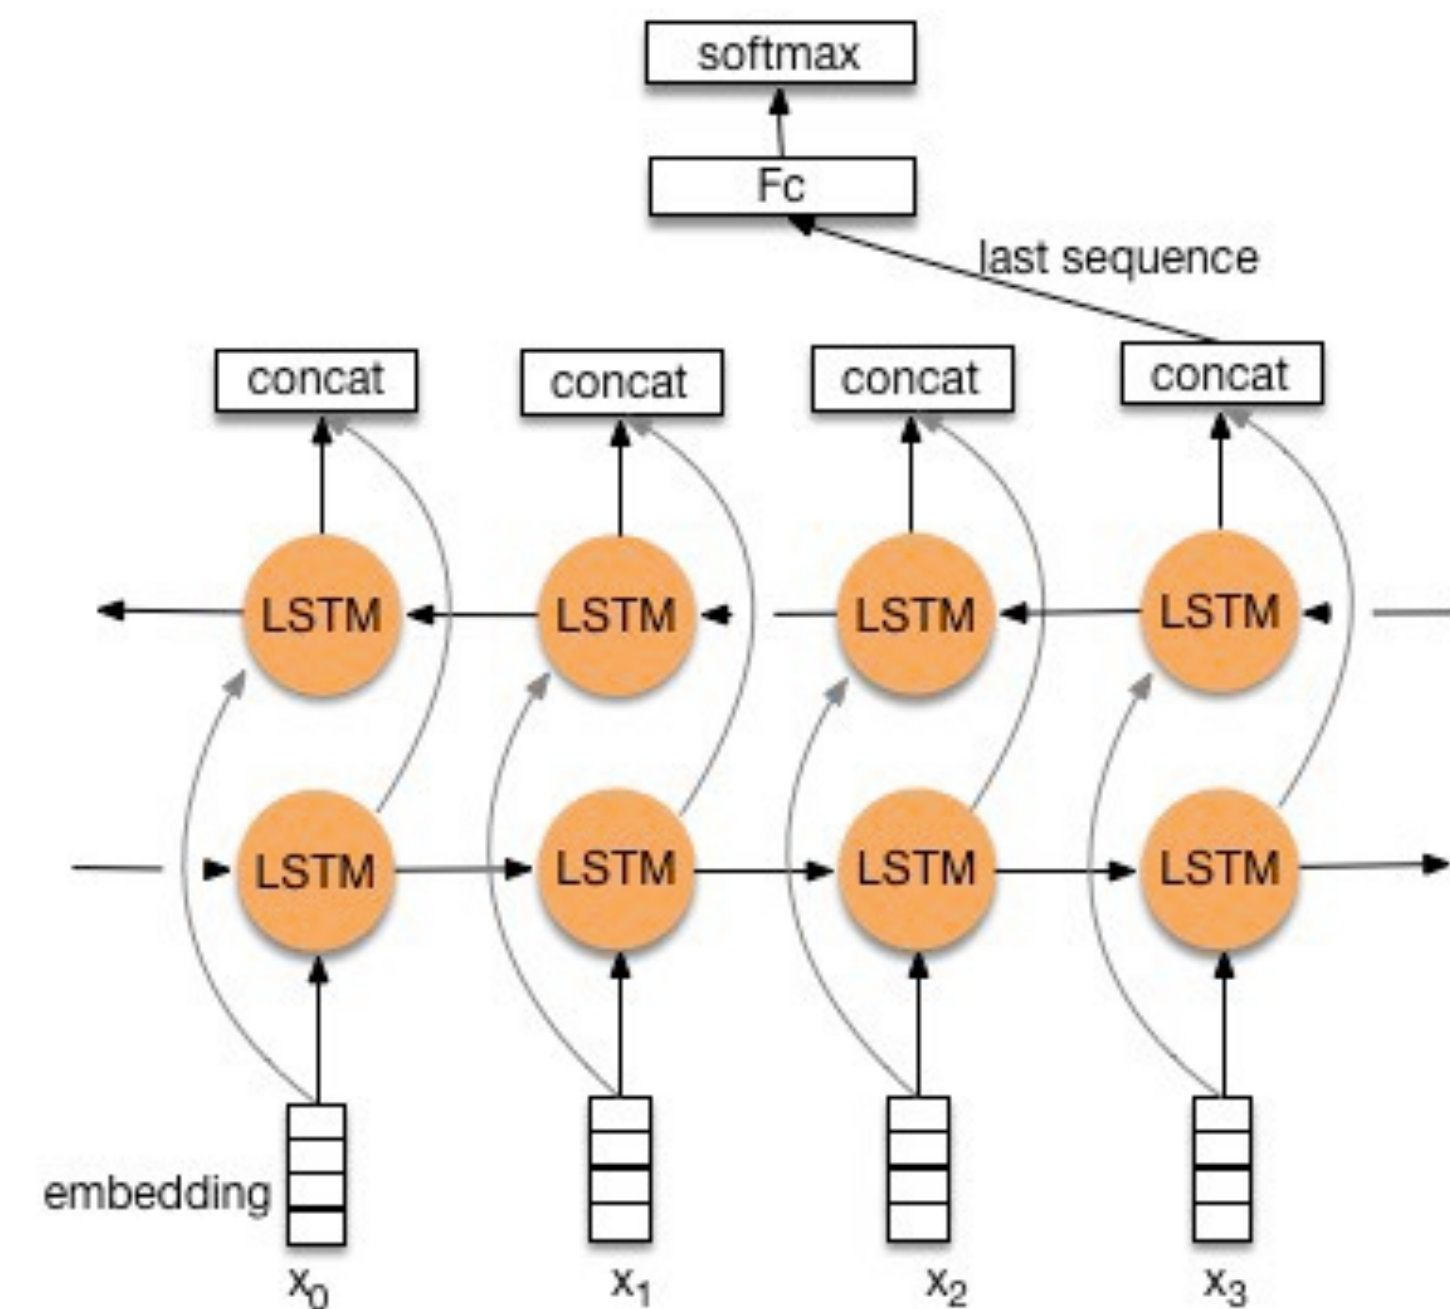 softmax
Fc
last sequence
concat concat concat concat
LSTM LSTM LSTM LSTM
LSTM LSTM LSTM LSTM
embedding
x0 x1 x2 x3